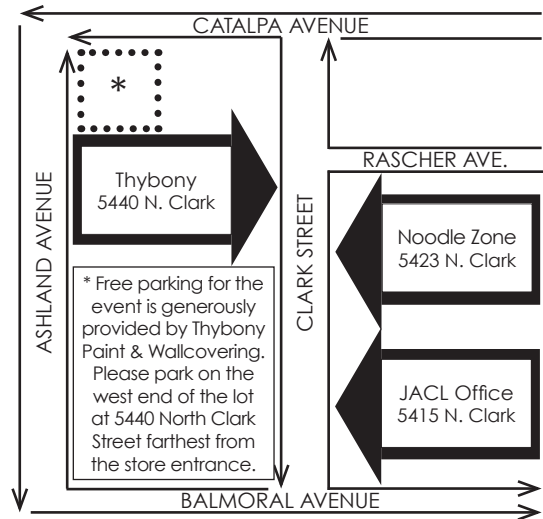 CATALPA AVENUE
*
RASCHER AVE.
Thybony
5440 N. Clark
ASHLAND AVENUE
CLARK STREET
Noodle Zone
5423 N. Clark
* Free parking for the
event is generously
provided by Thybony
Paint & Wallcovering.
Please park on the
west end of the lot
at 5440 North Clark
Street farthest from
the store entrance.
JACL Office
5415 N. Clark
BALMORAL AVENUE